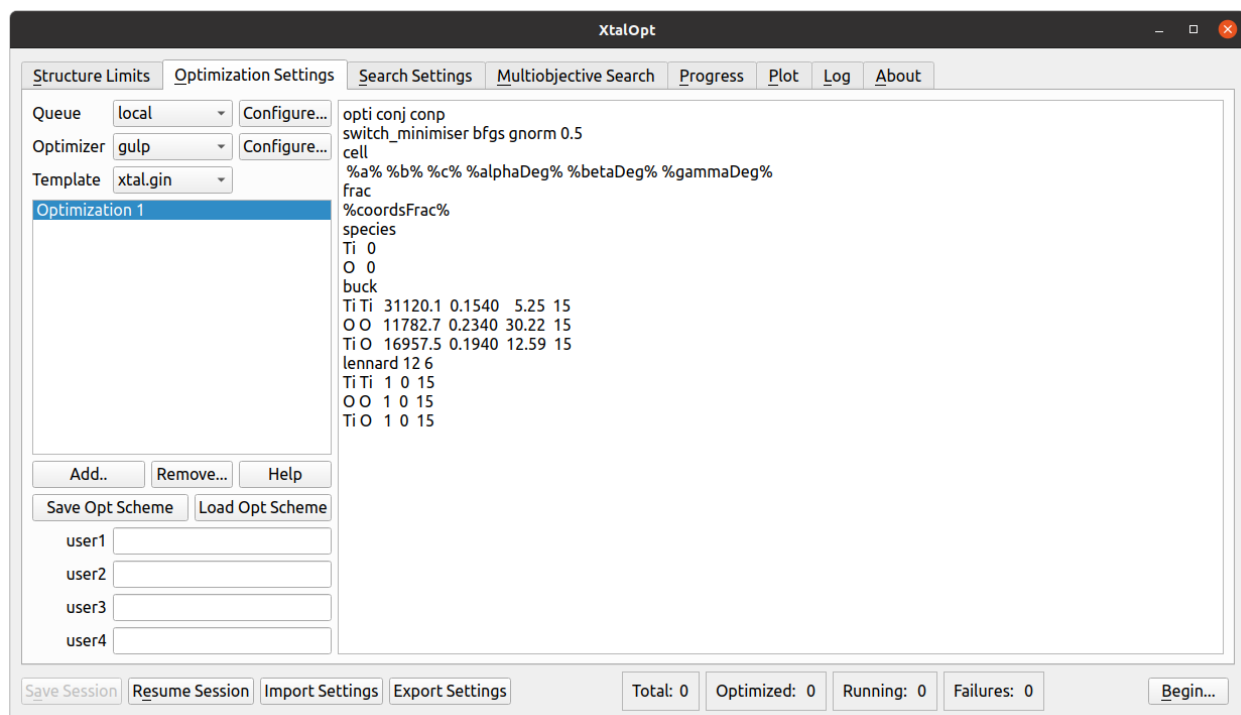 XtalOpt
Structure Limits Optimization Settings Search Settings Multiobjective Search Progress Plot Log About
Queue local Configure...
Optimizer gulp Configure...
Template xtal.gin
Optimization 1
Add.. Remove... Help
Save Opt Scheme Load Opt Scheme
user1
user2
user3
user4
opti conj conp
switch_minimiser bfgs gnorm 0.5
cell
%a% %b% %c% %alphaDeg% %betaDeg% %gammaDeg%
frac
%coordsFrac%
species
Ti 0
O 0
buck
Ti Ti 31120.1 0.1540 5.25 15
O O 11782.7 0.2340 30.22 15
Ti O 16957.5 0.1940 12.59 15
lennard 12 6
Ti Ti 1 0 15
O O 1 0 15
Ti O 1 0 15
Save Session Resume Session Import Settings Export Settings Total: 0 Optimized: 0 Running: 0 Failures: 0 Begin...